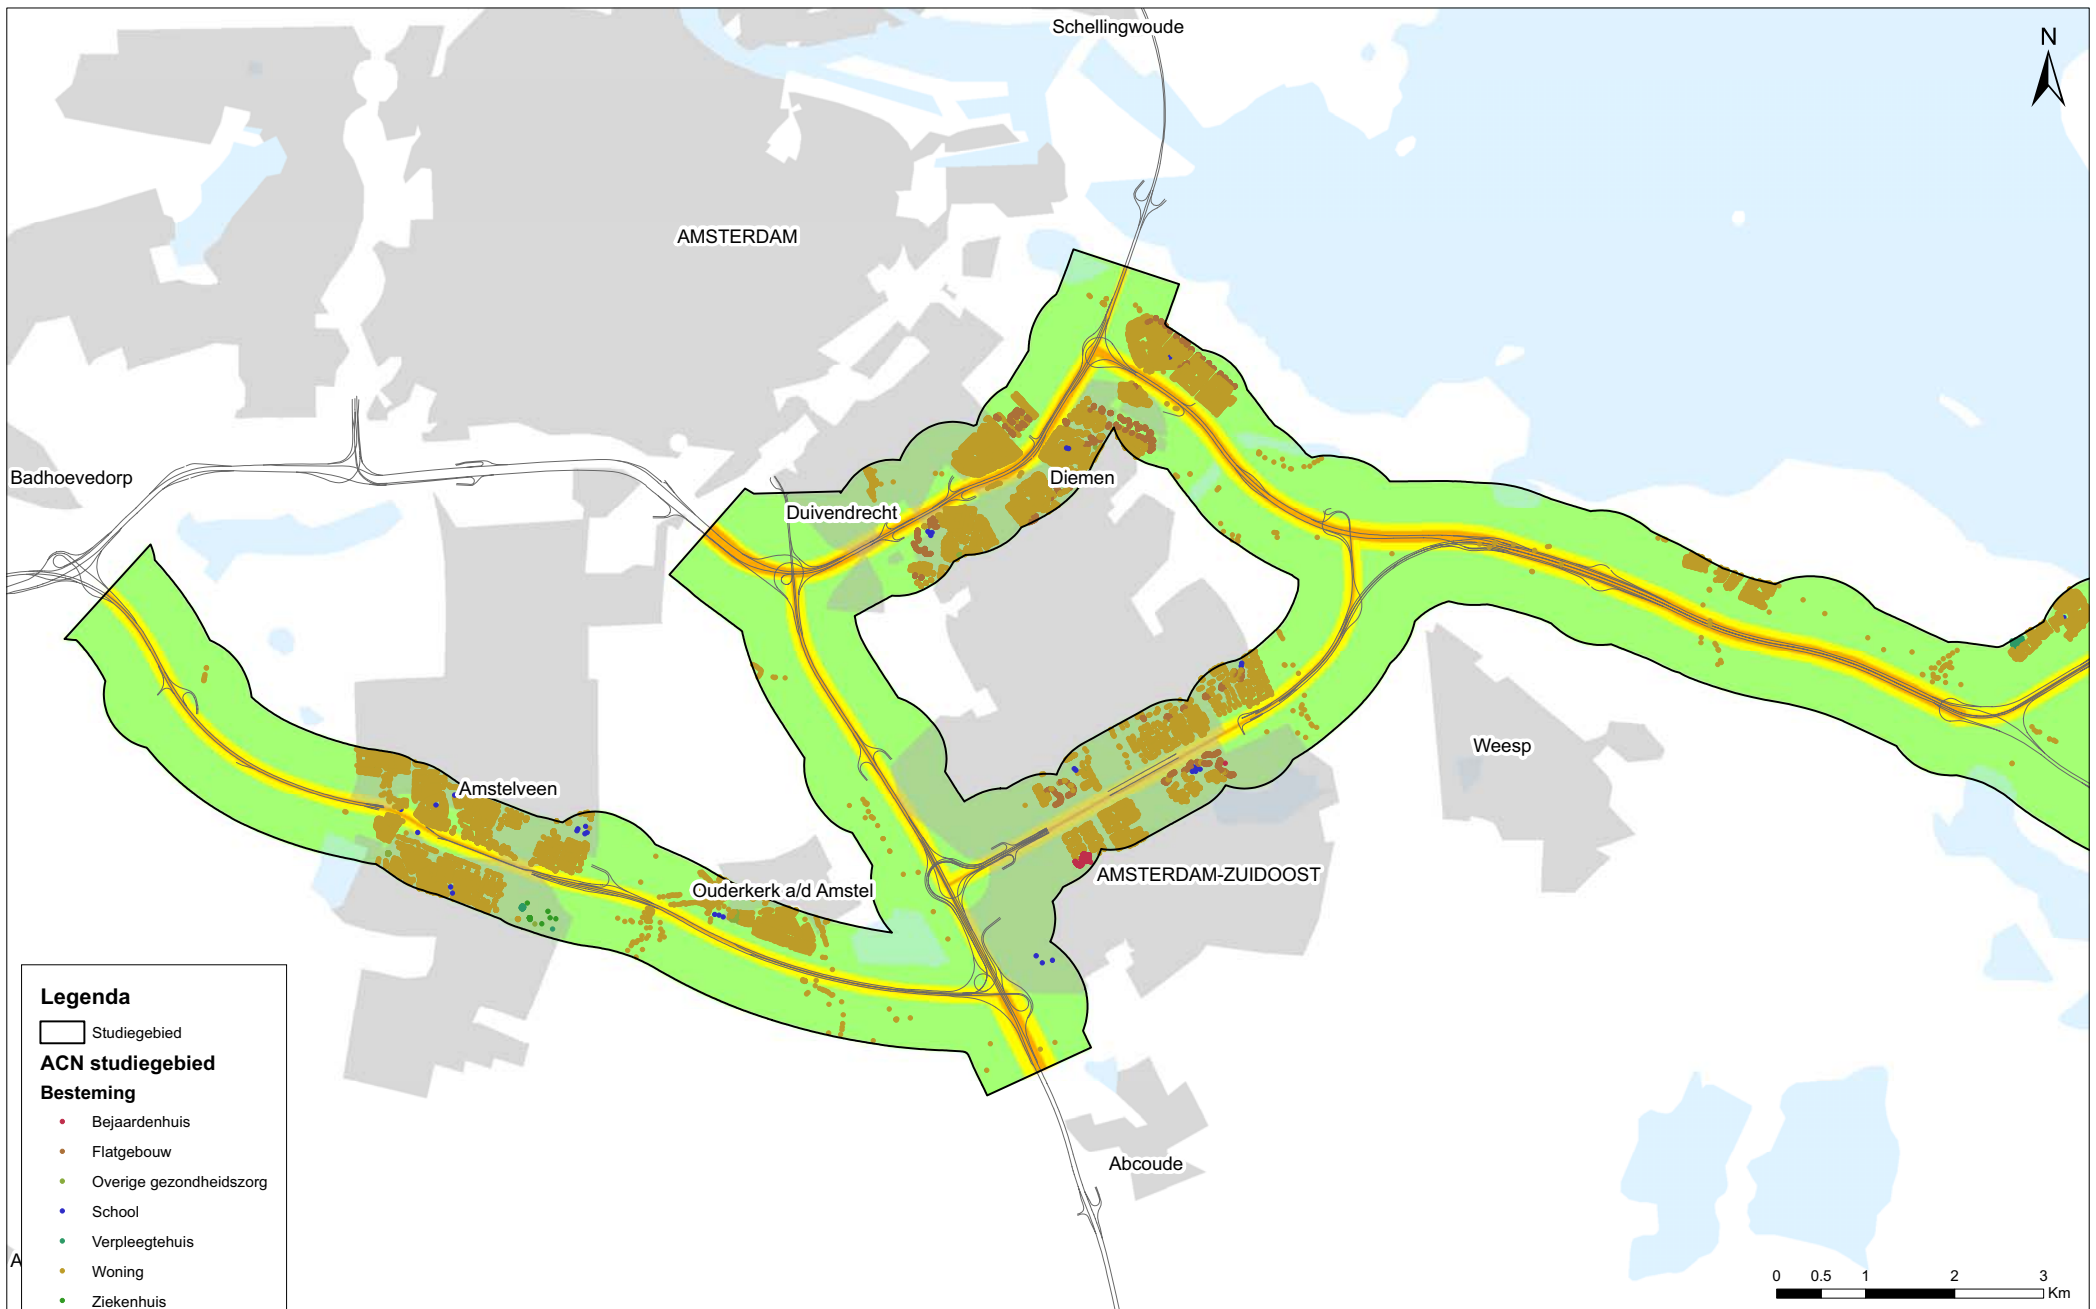 Schellingwoude
N
AMSTERDAM
Badhoevedorp
Diemen
Duivendrecht
Weesp
Amstelveen
AMSTERDAM-ZUIDOOST
Ouderkerk a/d Amstel
Abcoude
A
Legenda
Studiegebied
ACN studiegebied
Besteming
Bejaardenhuis
Flatgebouw
Overige gezondheidszorg
School
Verpleegtehuis
Woning
Ziekenhuis
0 0.5 1 2 3
Km